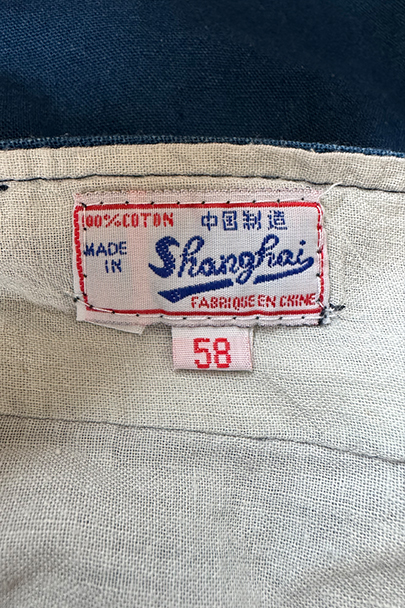 100% COTON 中国制造
MADE IN Shanghai
FABRIQUE EN CHINE
58